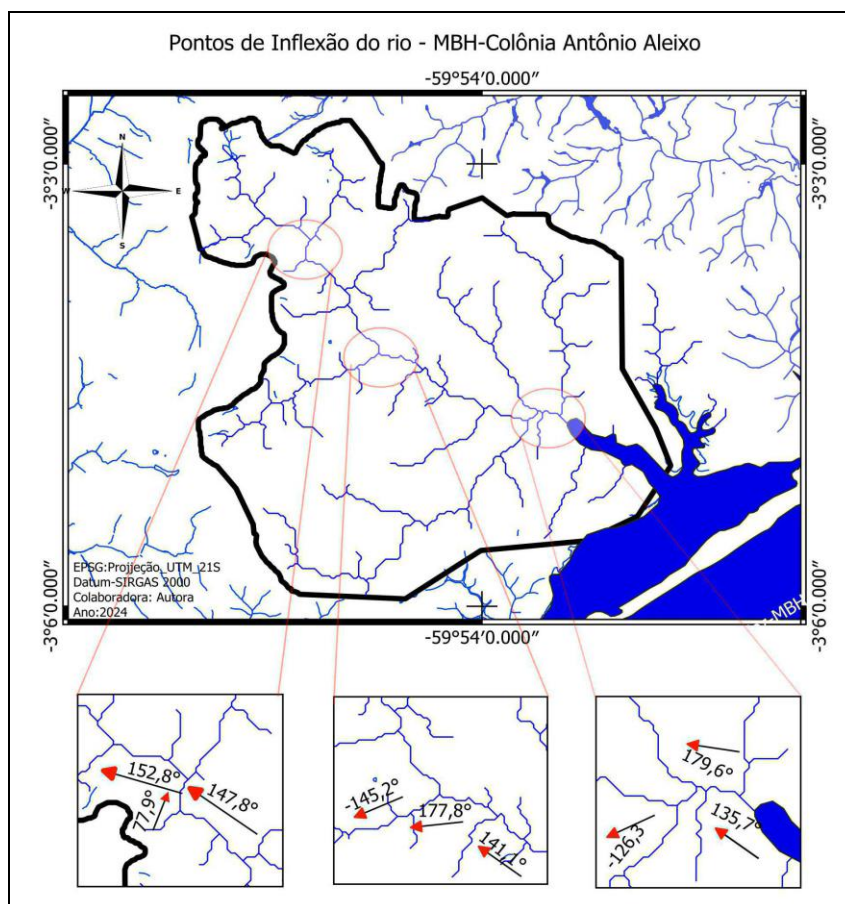 Pontos de Inflexão do rio - MBH-Colônia Antônio Aleixo
-59°54′0.000″
-3°3′0.000″
-3°3′0.000″
N
W
E
S
EPSG:Projjeção_UTM_21S
Datum-SIRGAS 2000
Colaboradora: Autora
Ano:2024
-MBH
-3°6′0.000″
-3°6′0.000″
-59°54′0.000″
152,8°
147,8°
77,9°
-145,2°
177,8°
141,1°
179,6°
135,7°
-126,3